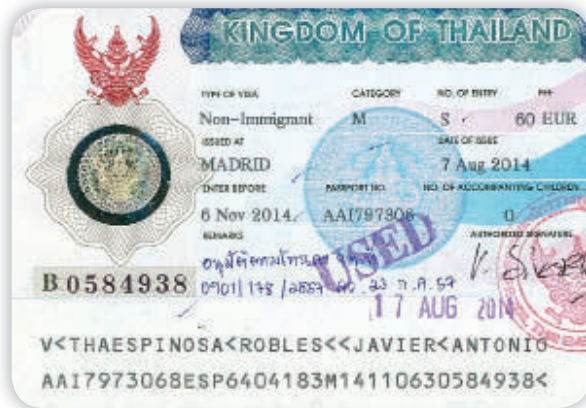 KINGDOM OF THAILAND
TYPE OF VISA CATEGORY NO. OF ENTRY FEE
Non-Immigrant M S 60 EUR
ISSUED AT DATE OF ISSUE
MADRID 7 Aug 2014
ENTER BEFORE PASSPORT NO. NO. OF ACCOMPANYING CHILDREN
6 Nov 2014 AAI797306 0
REMARKS AUTHORIZED SIGNATURE
USED
B 0584938
17 AUG 2014
V<THAESPINOSA<ROBLES<<JAVIER<ANTONIO
AAI7973068ESP6404183M14110630584938<